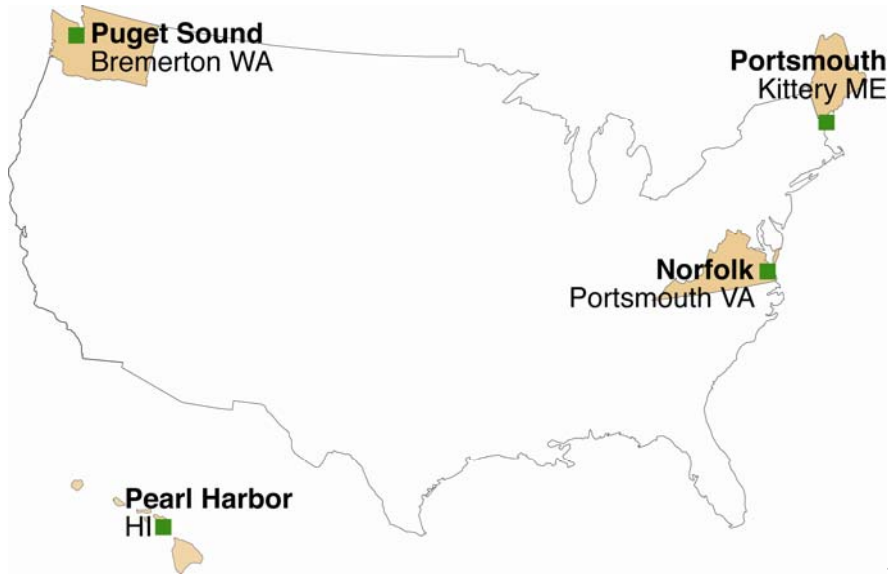 Puget Sound
Bremerton WA
Portsmouth
Kittery ME
Norfolk
Portsmouth VA
Pearl Harbor
HI